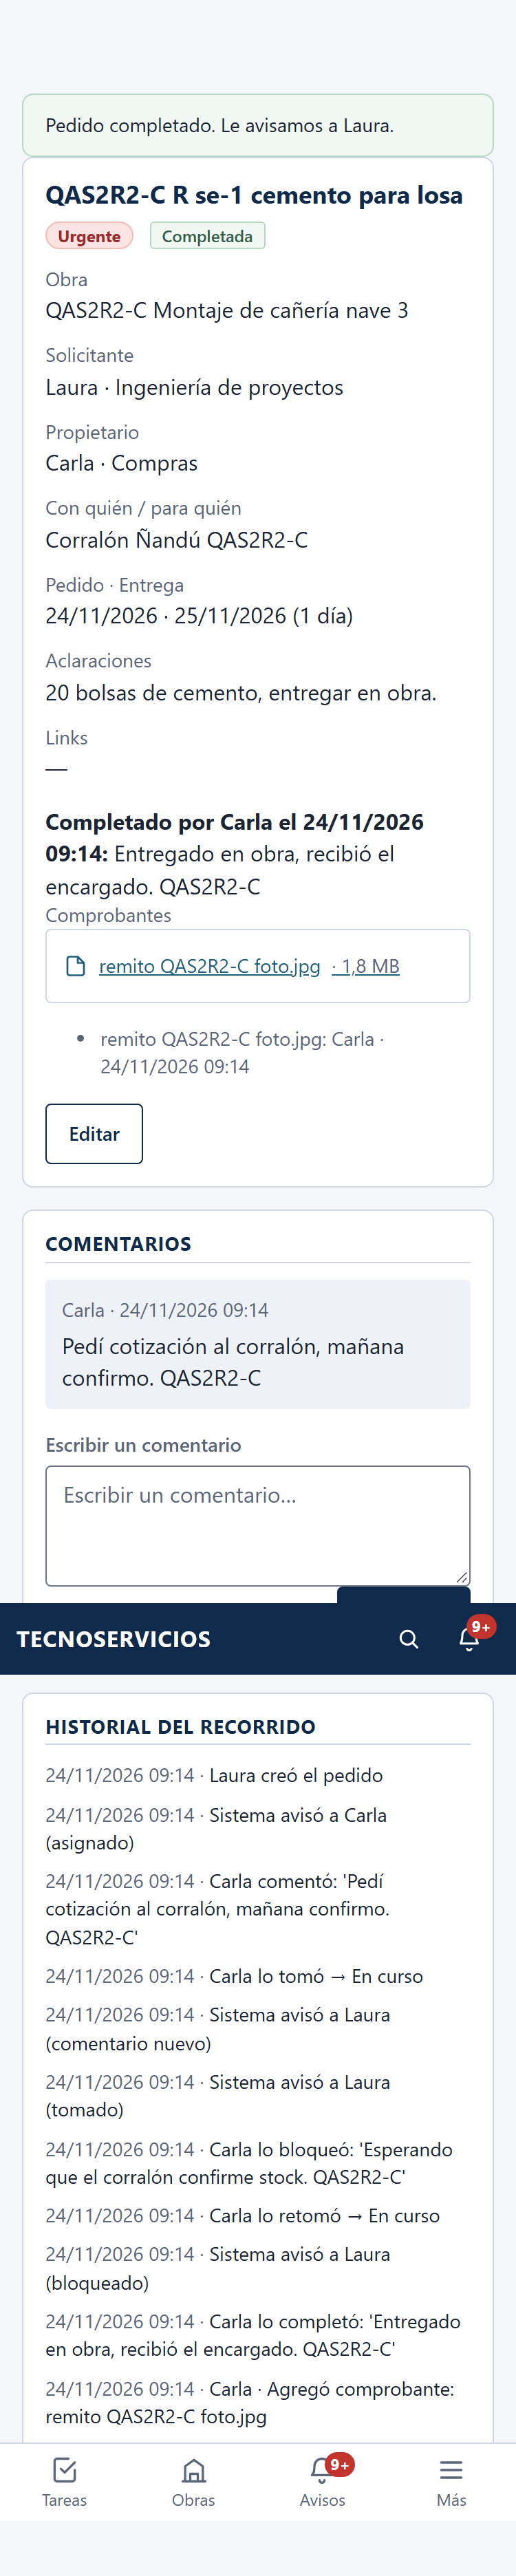 Pedido completado. Le avisamos a Laura.
QAS2R2-C R se-1 cemento para losa
Urgente
Completada
Obra
QAS2R2-C Montaje de cañería nave 3
Solicitante
Laura · Ingeniería de proyectos
Propietario
Carla · Compras
Con quién / para quién
Corralón Ñandú QAS2R2-C
Pedido · Entrega
24/11/2026 · 25/11/2026 (1 día)
Aclaraciones
20 bolsas de cemento, entregar en obra.
Links
—
Completado por Carla el 24/11/2026
09:14: Entregado en obra, recibió el
encargado. QAS2R2-C
Comprobantes
remito QAS2R2-C foto.jpg · 1,8 MB
• remito QAS2R2-C foto.jpg: Carla ·
24/11/2026 09:14
Editar
COMENTARIOS
Carla · 24/11/2026 09:14
Pedí cotización al corralón, mañana
confirmo. QAS2R2-C
Escribir un comentario
Escribir un comentario...
TECNOSERVICIOS
9+
HISTORIAL DEL RECORRIDO
24/11/2026 09:14 · Laura creó el pedido
24/11/2026 09:14 · Sistema avisó a Carla
(asignado)
24/11/2026 09:14 · Carla comentó: 'Pedí
cotización al corralón, mañana confirmo.
QAS2R2-C'
24/11/2026 09:14 · Carla lo tomó → En curso
24/11/2026 09:14 · Sistema avisó a Laura
(comentario nuevo)
24/11/2026 09:14 · Sistema avisó a Laura
(tomado)
24/11/2026 09:14 · Carla lo bloqueó: 'Esperando
que el corralón confirme stock. QAS2R2-C'
24/11/2026 09:14 · Carla lo retomó → En curso
24/11/2026 09:14 · Sistema avisó a Laura
(bloqueado)
24/11/2026 09:14 · Carla lo completó: 'Entregado
en obra, recibió el encargado. QAS2R2-C'
24/11/2026 09:14 · Carla · Agregó comprobante:
remito QAS2R2-C foto.jpg
9+
Tareas
Obras
Avisos
Más